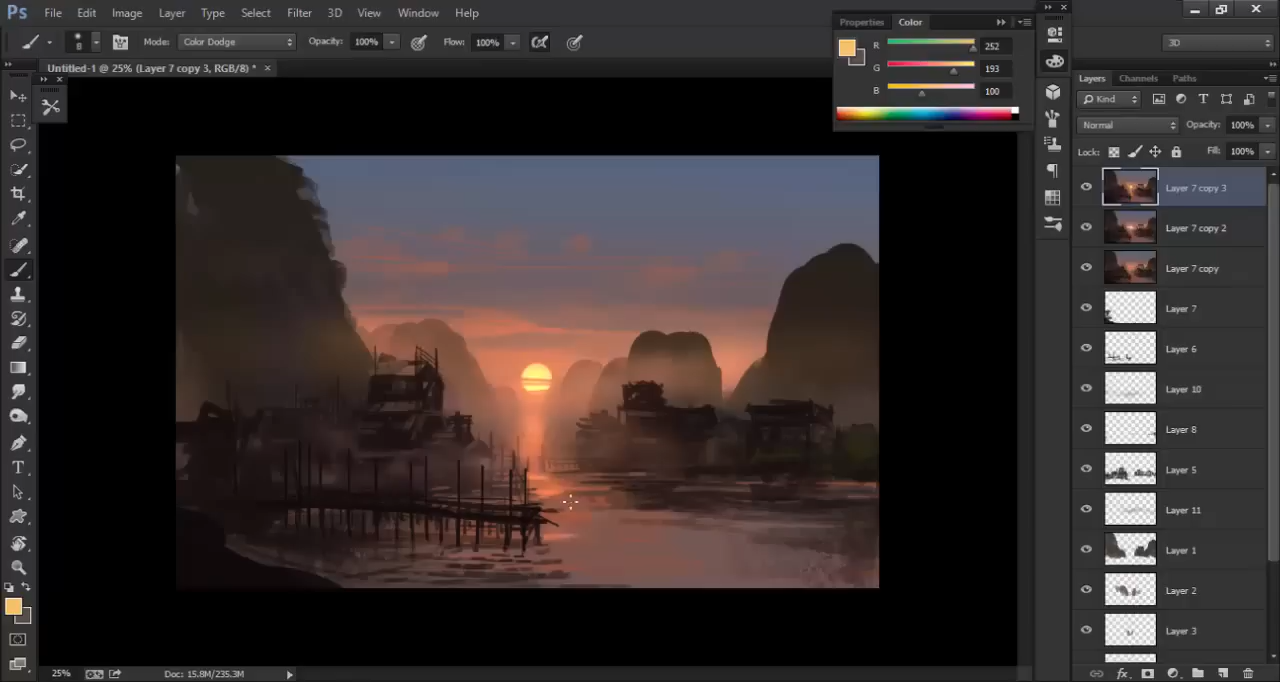 Ps File Edit Image Layer Type Select Filter 3D View Window Help
8 Mode: Color Dodge Opacity: 100% Flow: 100% 3D
Untitled-1 @ 25% (Layer 7 copy 3, RGB/8) * ×
Properties Color
R 252
G 193
B 100
Layers Channels Paths
Kind
Normal Opacity: 100%
Lock: Fill: 100%
Layer 7 copy 3
Layer 7 copy 2
Layer 7 copy
Layer 7
Layer 6
Layer 10
Layer 8
Layer 5
Layer 11
Layer 1
Layer 2
Layer 3
25% Doc: 15.8M/235.3M